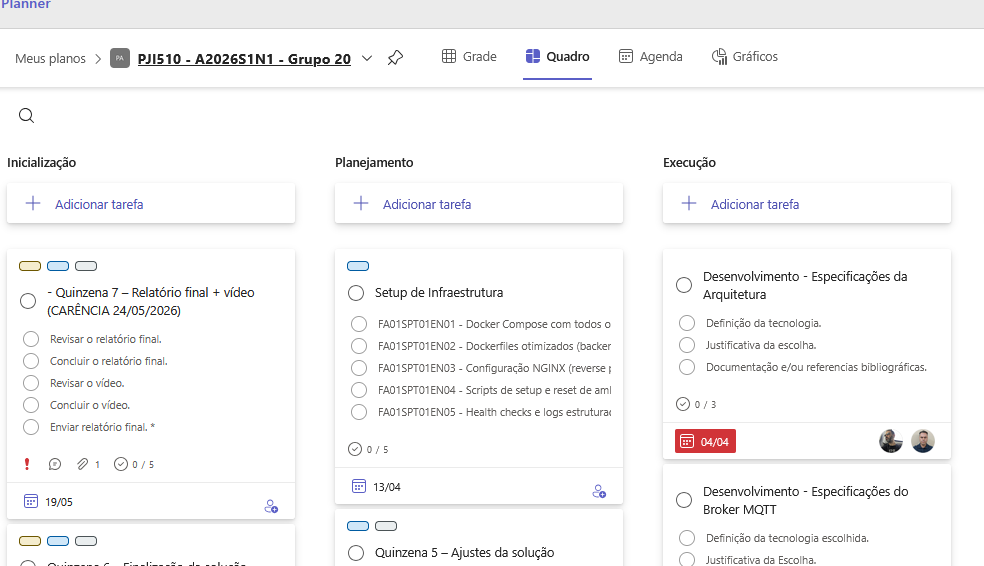 Planner
Meus planos
PA
PJI510 - A2026S1N1 - Grupo 20
Grade
Quadro
Agenda
Gráficos
Inicialização
Adicionar tarefa
- Quinzena 7 – Relatório final + vídeo
(CARÊNCIA 24/05/2026)
Revisar o relatório final.
Concluir o relatório final.
Revisar o vídeo.
Concluir o vídeo.
Enviar relatório final. *
1
0 / 5
19/05
Planejamento
Adicionar tarefa
Setup de Infraestrutura
FA01SPT01EN01 - Docker Compose com todos o
FA01SPT01EN02 - Dockerfiles otimizados (backer
FA01SPT01EN03 - Configuração NGINX (reverse p
FA01SPT01EN04 - Scripts de setup e reset de aml
FA01SPT01EN05 - Health checks e logs estrutura
0 / 5
13/04
Quinzena 5 – Ajustes da solução
Execução
Adicionar tarefa
Desenvolvimento - Especificações da
Arquitetura
Definição da tecnologia.
Justificativa da escolha.
Documentação e/ou referencias bibliográficas.
0 / 3
04/04
Desenvolvimento - Especificações do
Broker MQTT
Definição da tecnologia escolhida.
Justificativa da Escolha.